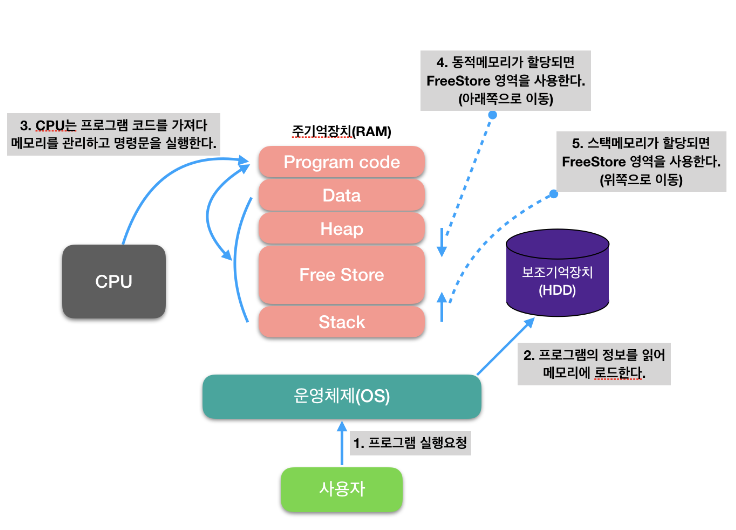 4. 동적메모리가 할당되면
FreeStore 영역을 사용한다.
(아래쪽으로 이동)
3. CPU는 프로그램 코드를 가져다
메모리를 관리하고 명령문을 실행한다.
주기억장치(RAM)
5. 스택메모리가 할당되면
FreeStore 영역을 사용한다.
(위쪽으로 이동)
Program code
Data
Heap
Free Store
Stack
CPU
보조기억장치
(HDD)
2. 프로그램의 정보를 읽어
메모리에 로드한다.
운영체제(OS)
1. 프로그램 실행요청
사용자